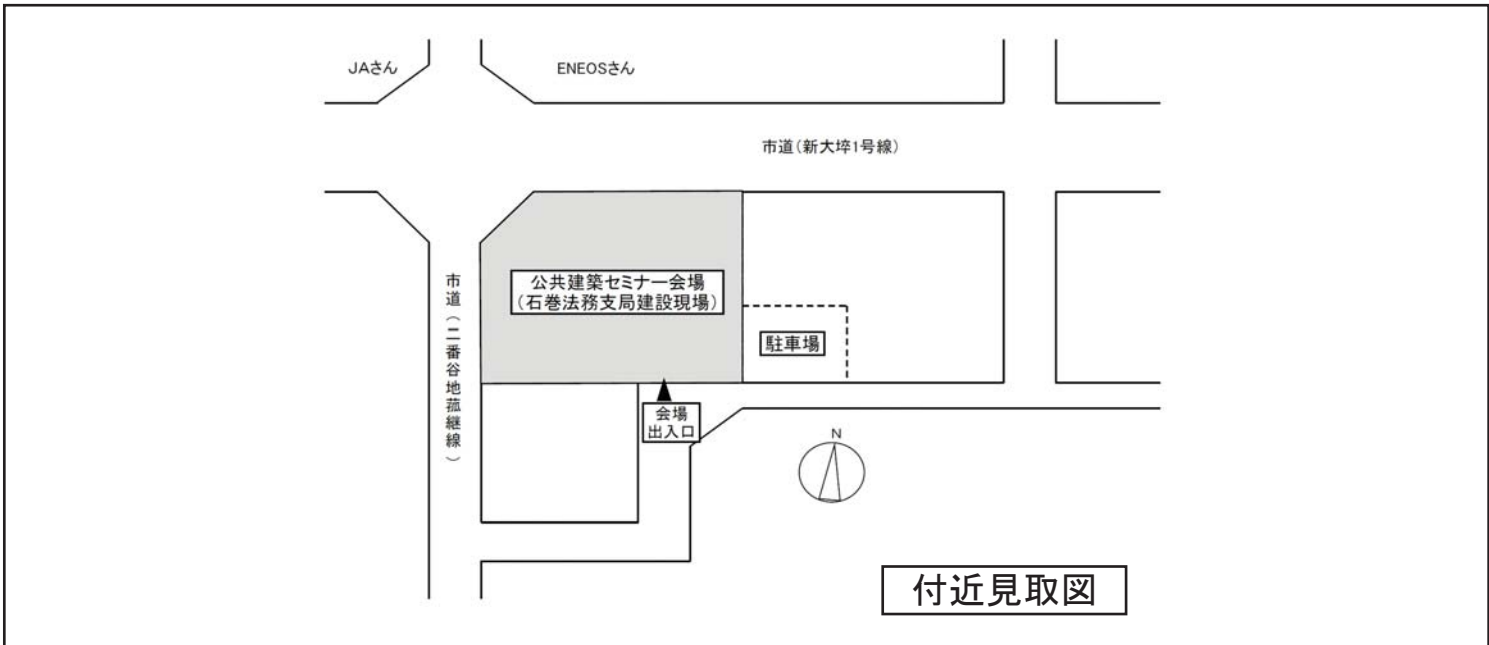 JAさん
ENEOSさん
市道(新大埣1号線)
公共建築セミナー会場
(石巻法務支局建設現場)
駐車場
市道(二番谷地菰継線)
会場
出入口
N
付近見取図